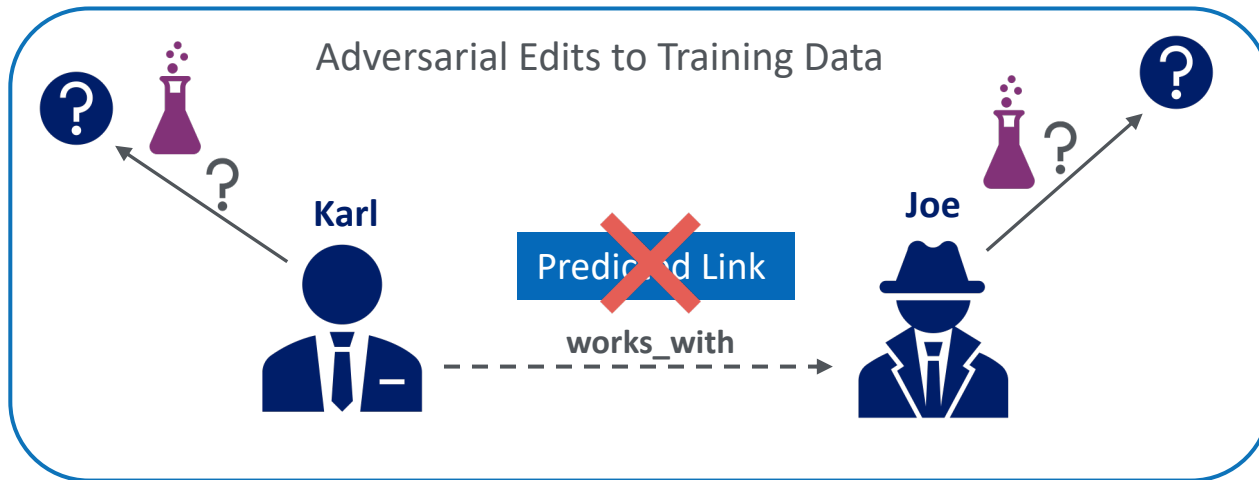 Adversarial Edits to Training Data
?
?
?
?
Karl
Joe
Predicted Link
works_with